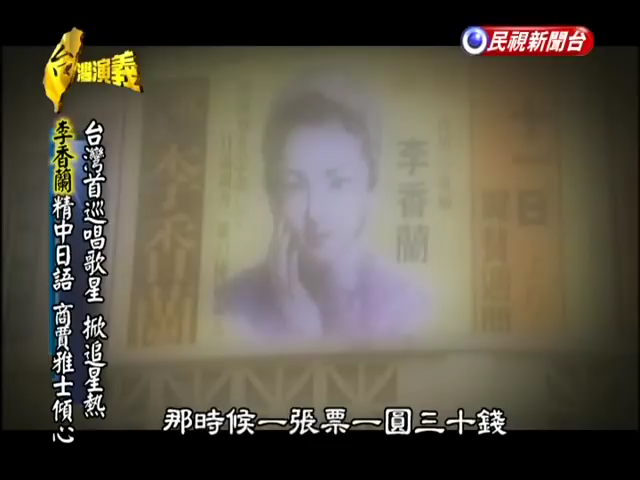 民視新聞台
台灣演義
台灣首巡唱歌星 掀追星熱
李香蘭精中日語 商賈雅士傾心
李香蘭
李香蘭
一日
那時候一張票一圓三十錢